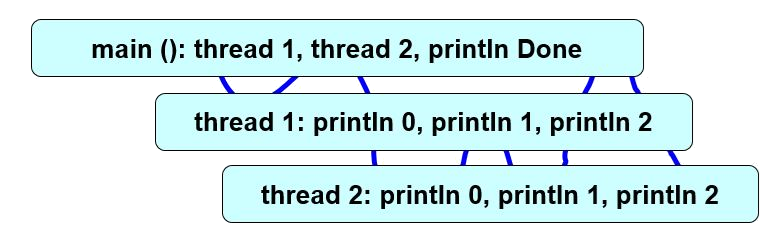 main (): thread 1, thread 2, println Done
thread 1: println 0, println 1, println 2
thread 2: println 0, println 1, println 2